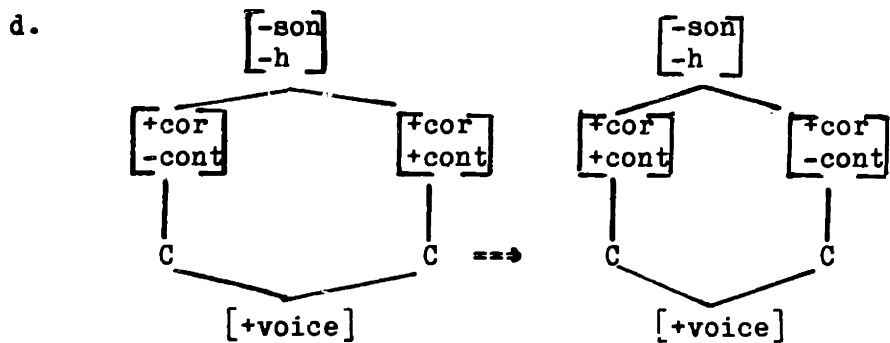 d.
[-son [-son
-h ] -h ]
[+cor [+cor [+cor [+cor
-cont] +cont] +cont] -cont]
C C ==> C C
[+voice] [+voice]